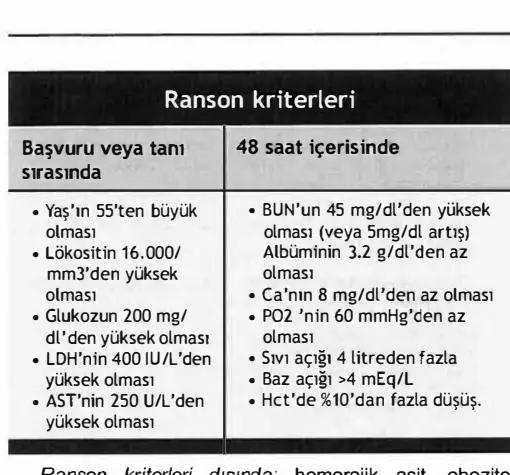 Ranson kriterleri
Başvuru veya tanı
sırasında
• Yaş'ın 55'ten büyük
olması
• Lökositin 16.000/
mm3'den yüksek
olması
• Glukozun 200 mg/
dl'den yüksek olması
• LDH'nin 400 IU/L'den
yüksek olması
• AST'nin 250 U/L'den
yüksek olması
48 saat içerisinde
• BUN'un 45 mg/dl'den yüksek
olması (veya 5mg/dl artış)
Albüminin 3.2 g/dl'den az
olması
• Ca'nın 8 mg/dl'den az olması
• PO2 'nin 60 mmHg'den az
olması
• Sıvı açığı 4 litreden fazla
• Baz açığı >4 mEq/L
• Hct'de %10'dan fazla düşüş.
Ranson kriterleri dışında; hemorajik asit, obezite